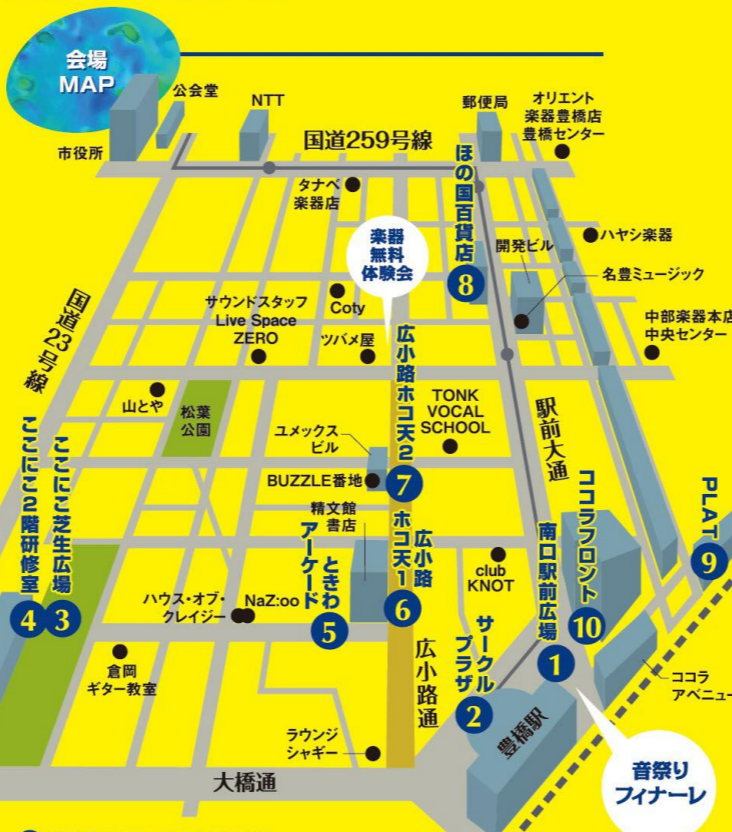 会場
MAP
公会堂
NTT
郵便局
オリエント
楽器豊橋店
豊橋センター
市役所
国道259号線
タナベ
楽器店
ほの国百貨店
8
楽器
無料
体験会
開発ビル
ハヤシ楽器
名豊ミュージック
国道23号線
サウンドスタッフ
Live Space
ZERO
Coty
ツバメ屋
中部楽器本店
中央センター
広小路ホコ天2
7
山とや
松葉
公園
TONK
VOCAL
SCHOOL
駅前大通
ユメックス
ビル
BUZZLE番地
精文館
書店
ここにこ2階研修室
4
ここにこ芝生広場
3
ときわ
アーケード
5
広小路
ホコ天1
6
club
KNOT
南口駅前広場
1
ココラフロント
10
PLAT
9
ハウス・オブ・
クレイジー
NaZ:oo
倉岡
ギター教室
広小路通
サークル
プラザ
2
ココラ
アベニュー
豊橋駅
ラウンジ
シャギー
大橋通
音祭り
フィナーレ